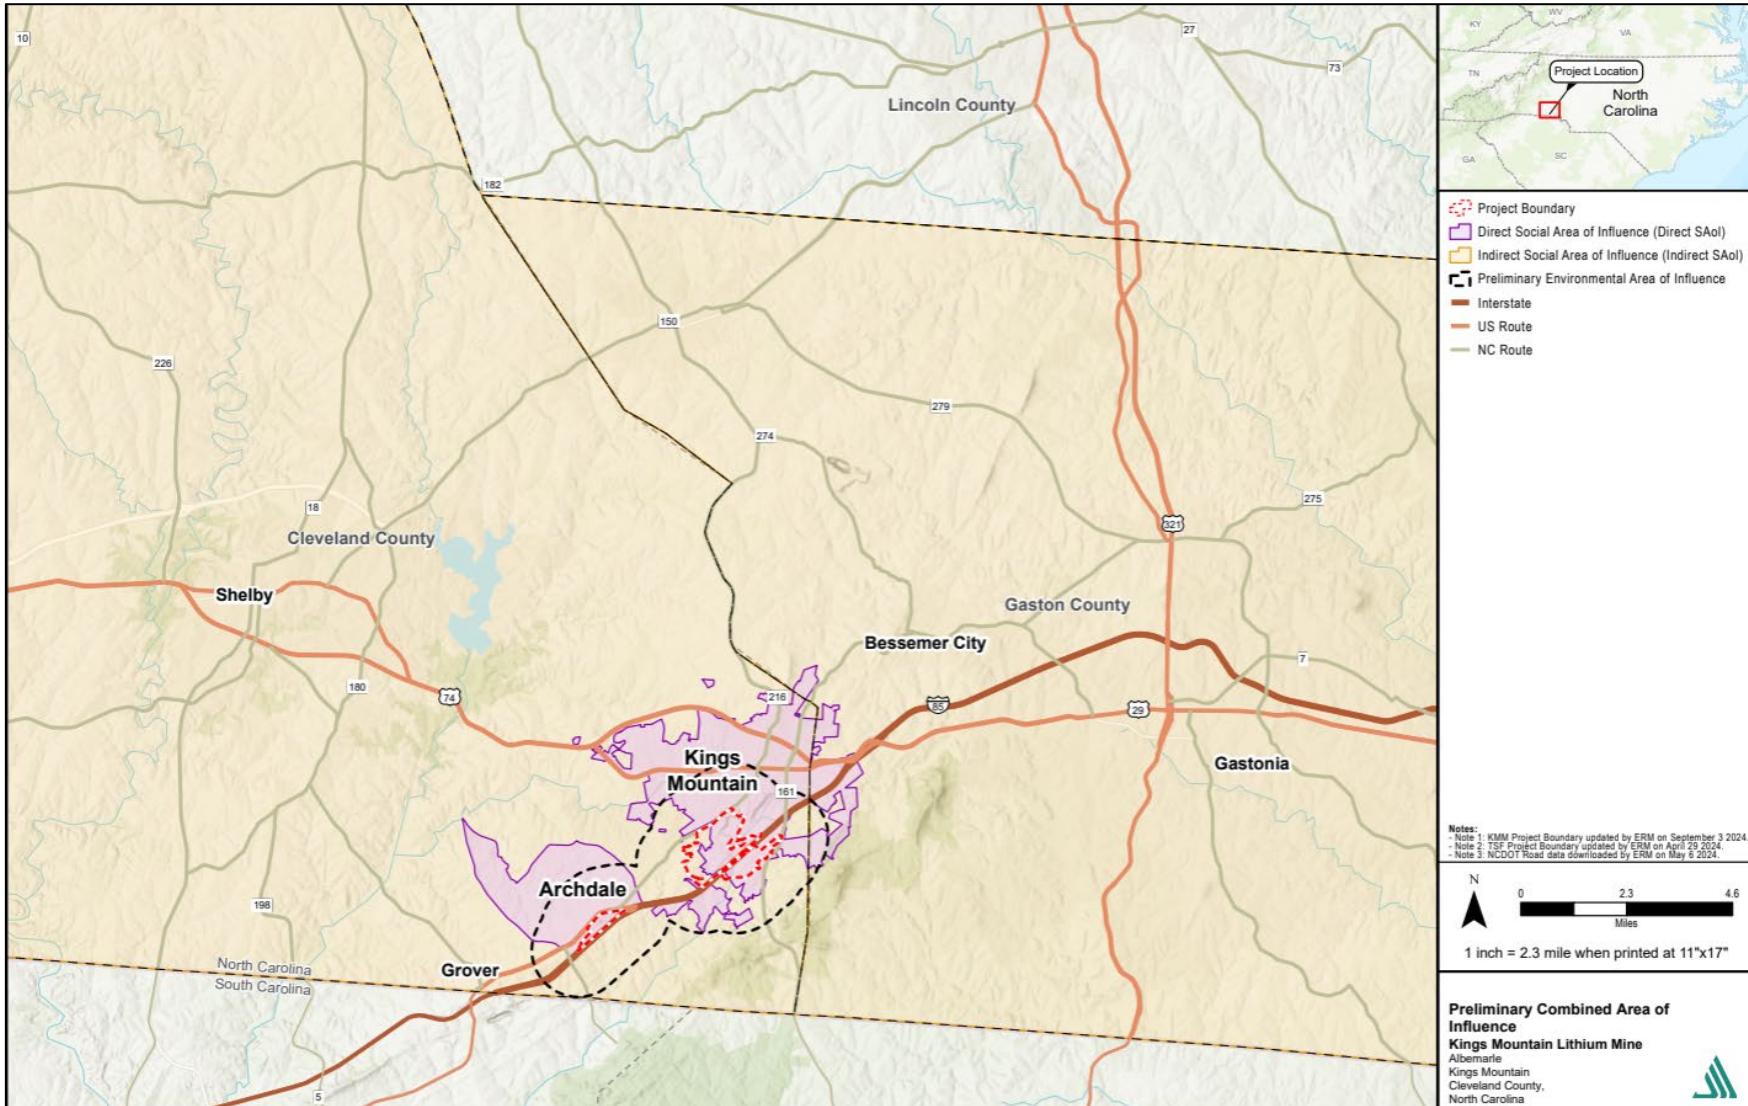 10
27
73
Lincoln County
182
150
226
279
274
275
18
321
Cleveland County
Shelby
Gaston County
Bessemer City
7
180
74
216
85
29
Kings
Mountain
Gastonia
161
Archdale
198
Grover
North Carolina
South Carolina
5
KY
WV
VA
TN
Project Location
North
Carolina
GA
SC
Project Boundary
Direct Social Area of Influence (Direct SAoI)
Indirect Social Area of Influence (Indirect SAoI)
Preliminary Environmental Area of Influence
Interstate
US Route
NC Route
Notes:
- Note 1: KMM Project Boundary updated by ERM on September 3 2024.
- Note 2: TSF Project Boundary updated by ERM on April 29 2024.
- Note 3: NCDOT Road data downloaded by ERM on May 6 2024.
N
0 2.3 4.6
Miles
1 inch = 2.3 mile when printed at 11"x17"
Preliminary Combined Area of
Influence
Kings Mountain Lithium Mine
Albemarle
Kings Mountain
Cleveland County,
North Carolina